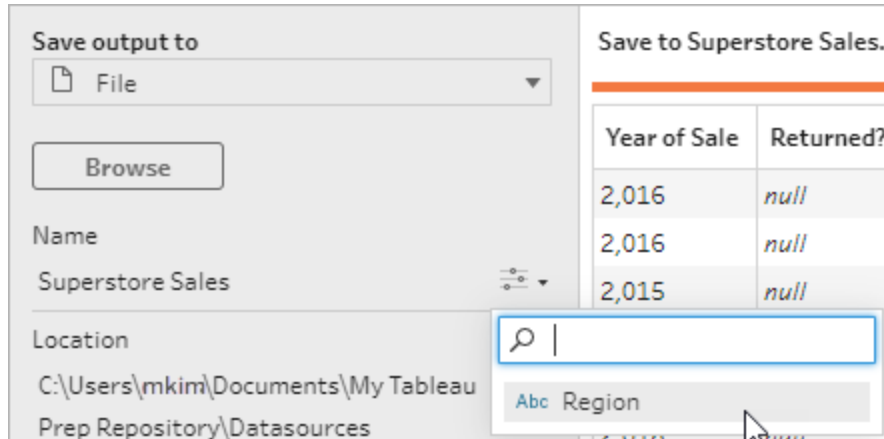 Save output to
File
Browse
Name
Superstore Sales
Location
C:\Users\mkim\Documents\My Tableau
Prep Repository\Datasources
Save to Superstore Sales.
Year of Sale Returned?
2,016 null
2,016 null
2,015 null
Abc Region